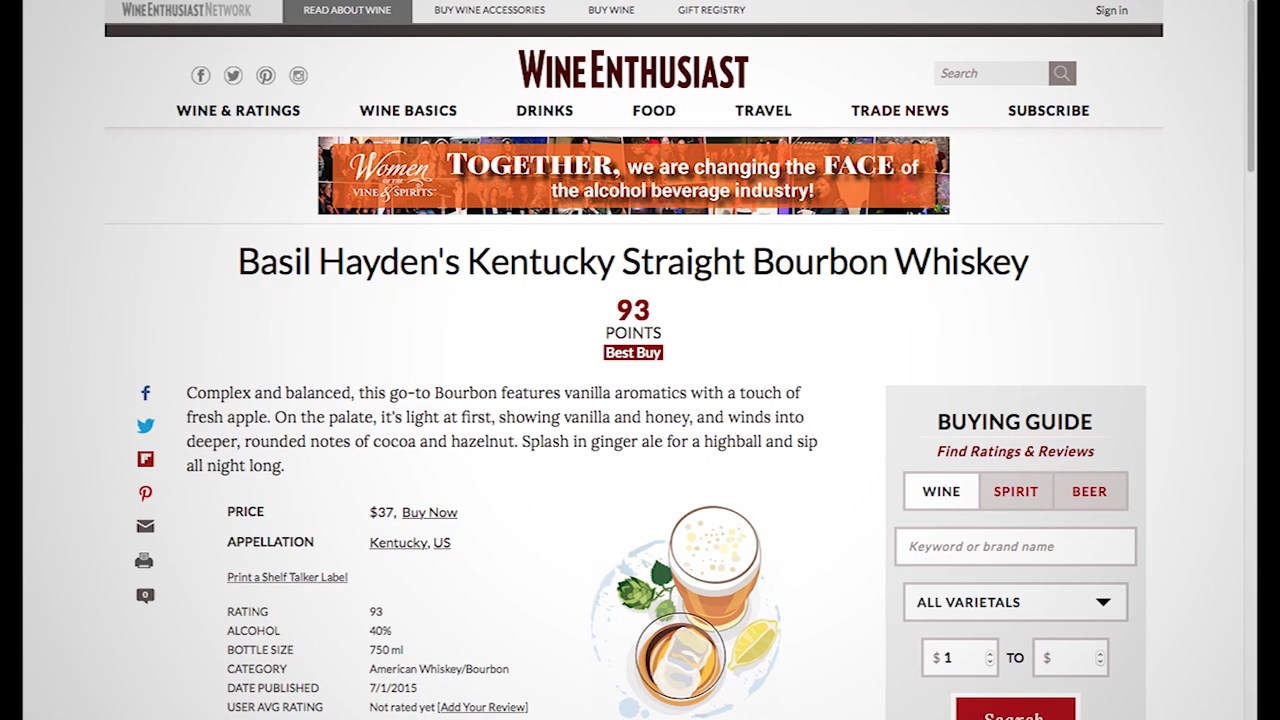 WINEENTHUSIAST NETWORK
READ ABOUT WINE
BUY WINE ACCESSORIES
BUY WINE
GIFT REGISTRY
Sign in
WINEENTHUSIAST
Search
WINE & RATINGS
WINE BASICS
DRINKS
FOOD
TRAVEL
TRADE NEWS
SUBSCRIBE
Women
OF THE
VINE & SPIRITS
TOGETHER, we are changing the FACE of
the alcohol beverage industry!
Basil Hayden's Kentucky Straight Bourbon Whiskey
93
POINTS
Best Buy
Complex and balanced, this go-to Bourbon features vanilla aromatics with a touch of
fresh apple. On the palate, it's light at first, showing vanilla and honey, and winds into
deeper, rounded notes of cocoa and hazelnut. Splash in ginger ale for a highball and sip
all night long.
PRICE $37, Buy Now
APPELLATION Kentucky, US
Print a Shelf Talker Label
RATING 93
ALCOHOL 40%
BOTTLE SIZE 750 ml
CATEGORY American Whiskey/Bourbon
DATE PUBLISHED 7/1/2015
USER AVG RATING Not rated yet [Add Your Review]
0
BUYING GUIDE
Find Ratings & Reviews
WINE SPIRIT BEER
Keyword or brand name
ALL VARIETALS
$ 1 TO $
Search